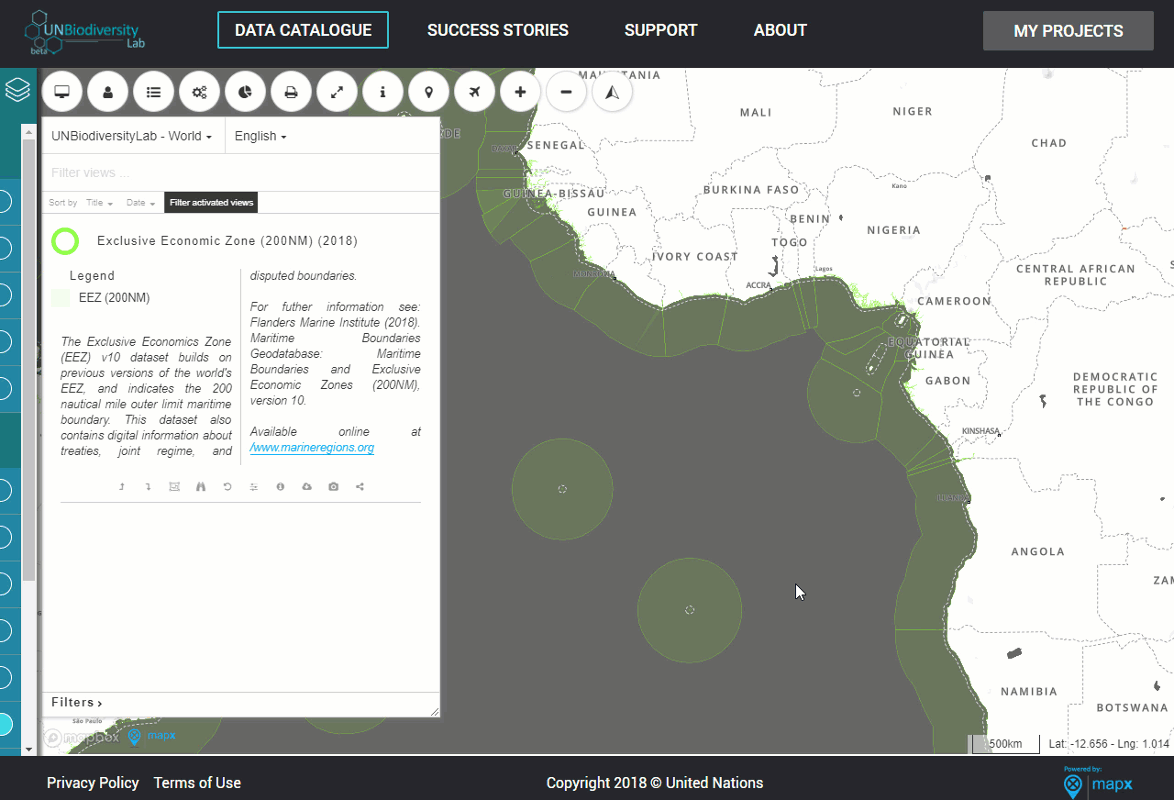 UNBiodiversity
Lab
beta
DATA CATALOGUE
SUCCESS STORIES
SUPPORT
ABOUT
MY PROJECTS
UNBiodiversityLab - World
English
Filter views ...
Sort by Title Date Filter activated views
Exclusive Economic Zone (200NM) (2018)
Legend
EEZ (200NM)
The Exclusive Economics Zone
(EEZ) v10 dataset builds on
previous versions of the world's
EEZ, and indicates the 200
nautical mile outer limit maritime
boundary. This dataset also
contains digital information about
treaties, joint regime, and
disputed boundaries.
For futher information see:
Flanders Marine Institute (2018).
Maritime Boundaries
Geodatabase: Maritime
Boundaries and Exclusive
Economic Zones (200NM),
version 10.
Available online at
/www.marineregions.org
Filters
MAURITANIA
MALI
NIGER
CHAD
RDE
DAKAR
SENEGAL
GUINEA-BISSAU
GUINEA
BURKINA FASO
Kano
BENIN
NIGERIA
TOGO
IVORY COAST
MONROVIA
ACCRA
Lagos
CENTRAL AFRICAN
REPUBLIC
CAMEROON
EQUATORIAL
GUINEA
GABON
DEMOCRATIC
REPUBLIC OF
THE CONGO
KINSHASA
LUANDA
ANGOLA
ZAM
NAMIBIA
BOTSWANA
São Paulo
mapbox
mapx
500km
Lat: -12.656 - Lng: 1.014
Privacy Policy
Terms of Use
Copyright 2018 © United Nations
Powered by:
mapx